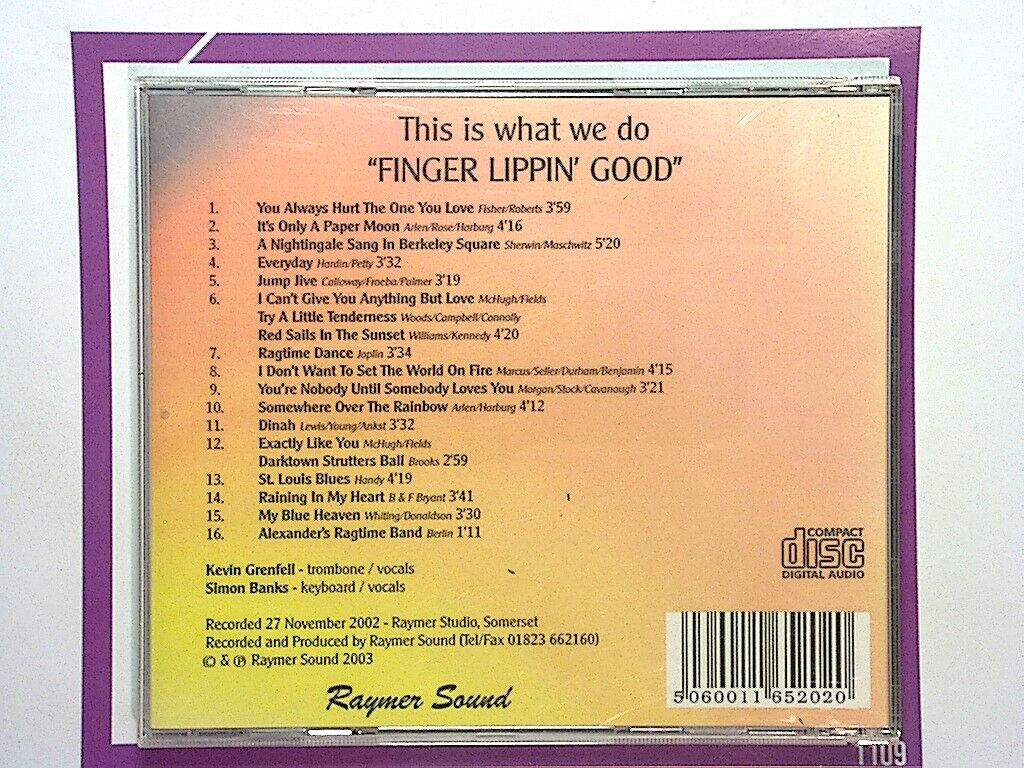 This is what we do
“FINGER LIPPIN’ GOOD”
1. You Always Hurt The One You Love Fisher/Roberts 3’59
2. It’s Only A Paper Moon Arlen/Rose/Harburg 4’16
3. A Nightingale Sang In Berkeley Square Sherwin/Maschwitz 5’20
4. Everyday Hardin/Petty 3’32
5. Jump Jive Calloway/Froeba/Palmer 3’19
6. I Can’t Give You Anything But Love McHugh/Fields
Try A Little Tenderness Woods/Campbell/Connolly
Red Sails In The Sunset Williams/Kennedy 4’20
7. Ragtime Dance Joplin 3’34
8. I Don’t Want To Set The World On Fire Marcus/Seller/Durham/Benjamin 4’15
9. You’re Nobody Until Somebody Loves You Morgan/Stock/Cavanaugh 3’21
10. Somewhere Over The Rainbow Arlen/Harburg 4’12
11. Dinah Lewis/Young/Ankst 3’32
12. Exactly Like You McHugh/Fields
Darktown Strutters Ball Brooks 2’59
13. St. Louis Blues Handy 4’19
14. Raining In My Heart B & F Bryant 3’41
15. My Blue Heaven Whiting/Donaldson 3’30
16. Alexander’s Ragtime Band Berlin 1’11
COMPACT
disc
DIGITAL AUDIO
Kevin Grenfell - trombone / vocals
Simon Banks - keyboard / vocals
Recorded 27 November 2002 - Raymer Studio, Somerset
Recorded and Produced by Raymer Sound (Tel/Fax 01823 662160)
© & ℗ Raymer Sound 2003
Raymer Sound
5 060011 652020
1109